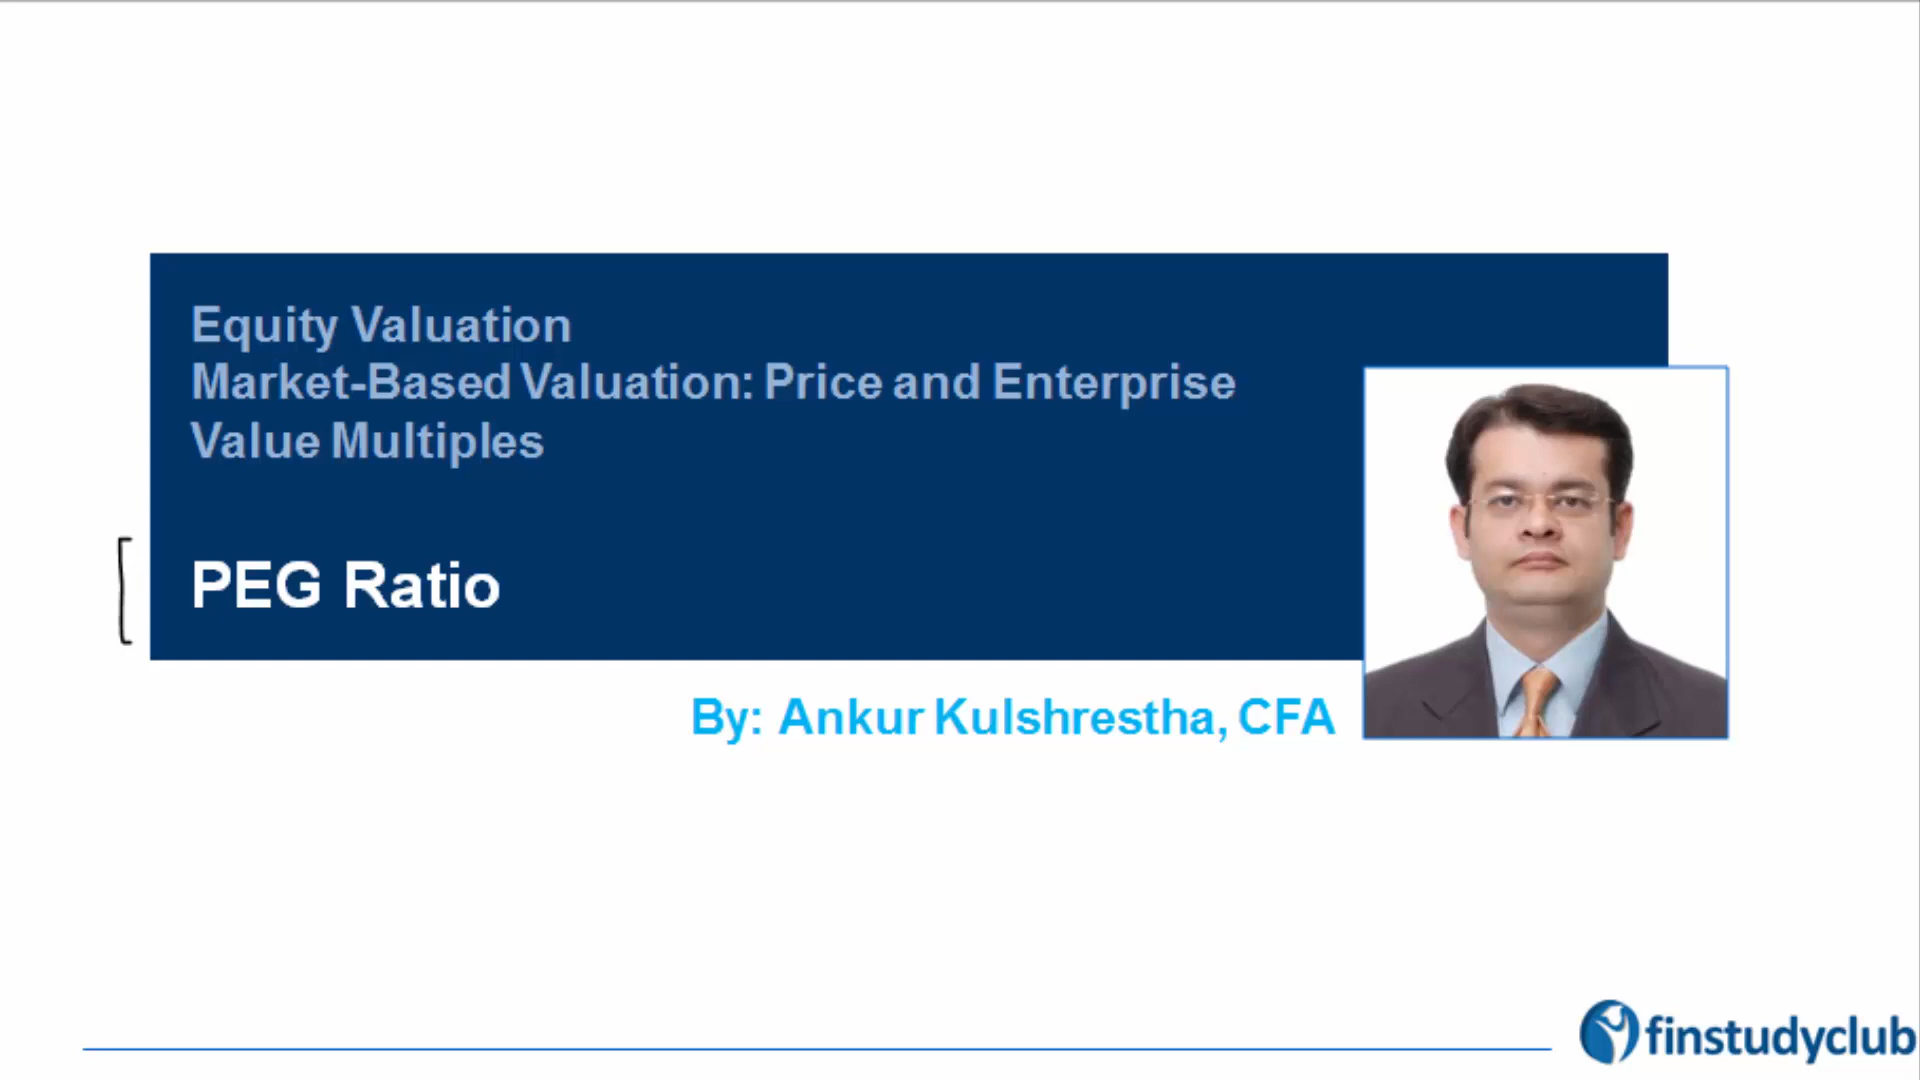 Equity Valuation
Market-Based Valuation: Price and Enterprise
Value Multiples
PEG Ratio
By: Ankur Kulshrestha, CFA
finstudyclub